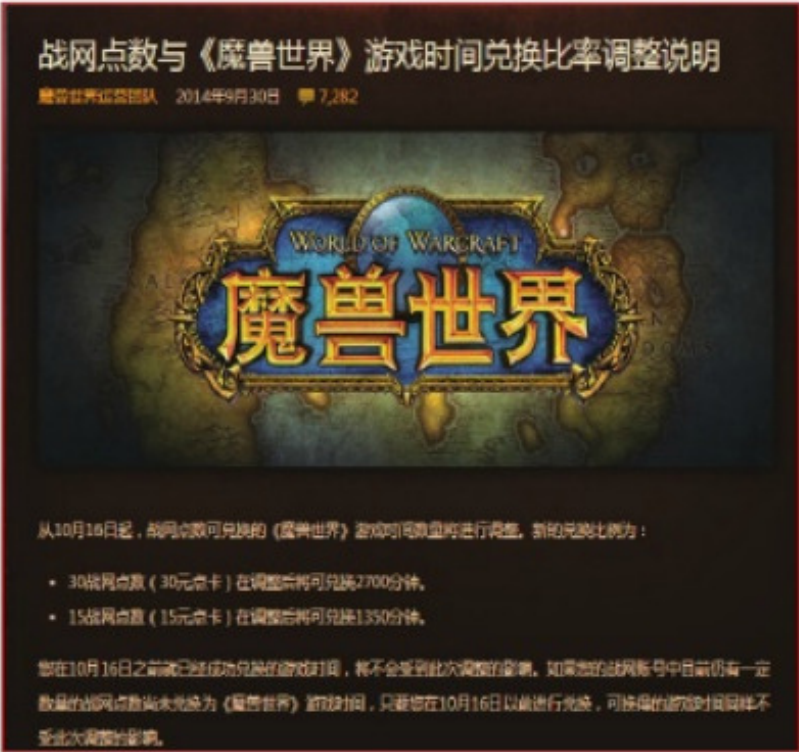 战网点数与《魔兽世界》游戏时间兑换比率调整说明
魔兽世界运营团队 2014年9月30日 7,282
WORLD OF WARCRAFT
魔兽世界
从10月16日起，战网点数可兑换的《魔兽世界》游戏时间数量将进行调整。新的兑换比例为：
• 30战网点数（30元点卡）在调整后将可兑换2700分钟。
• 15战网点数（15元点卡）在调整后将可兑换1350分钟。
您在10月16日之前就已经成功兑换的游戏时间，将不会受到此次调整的影响。如果您的战网账号中目前仍有一定
数量的战网点数尚未兑换为《魔兽世界》游戏时间，只要您在10月16日以前进行兑换，可获得的游戏时间同样不
受此次调整的影响。